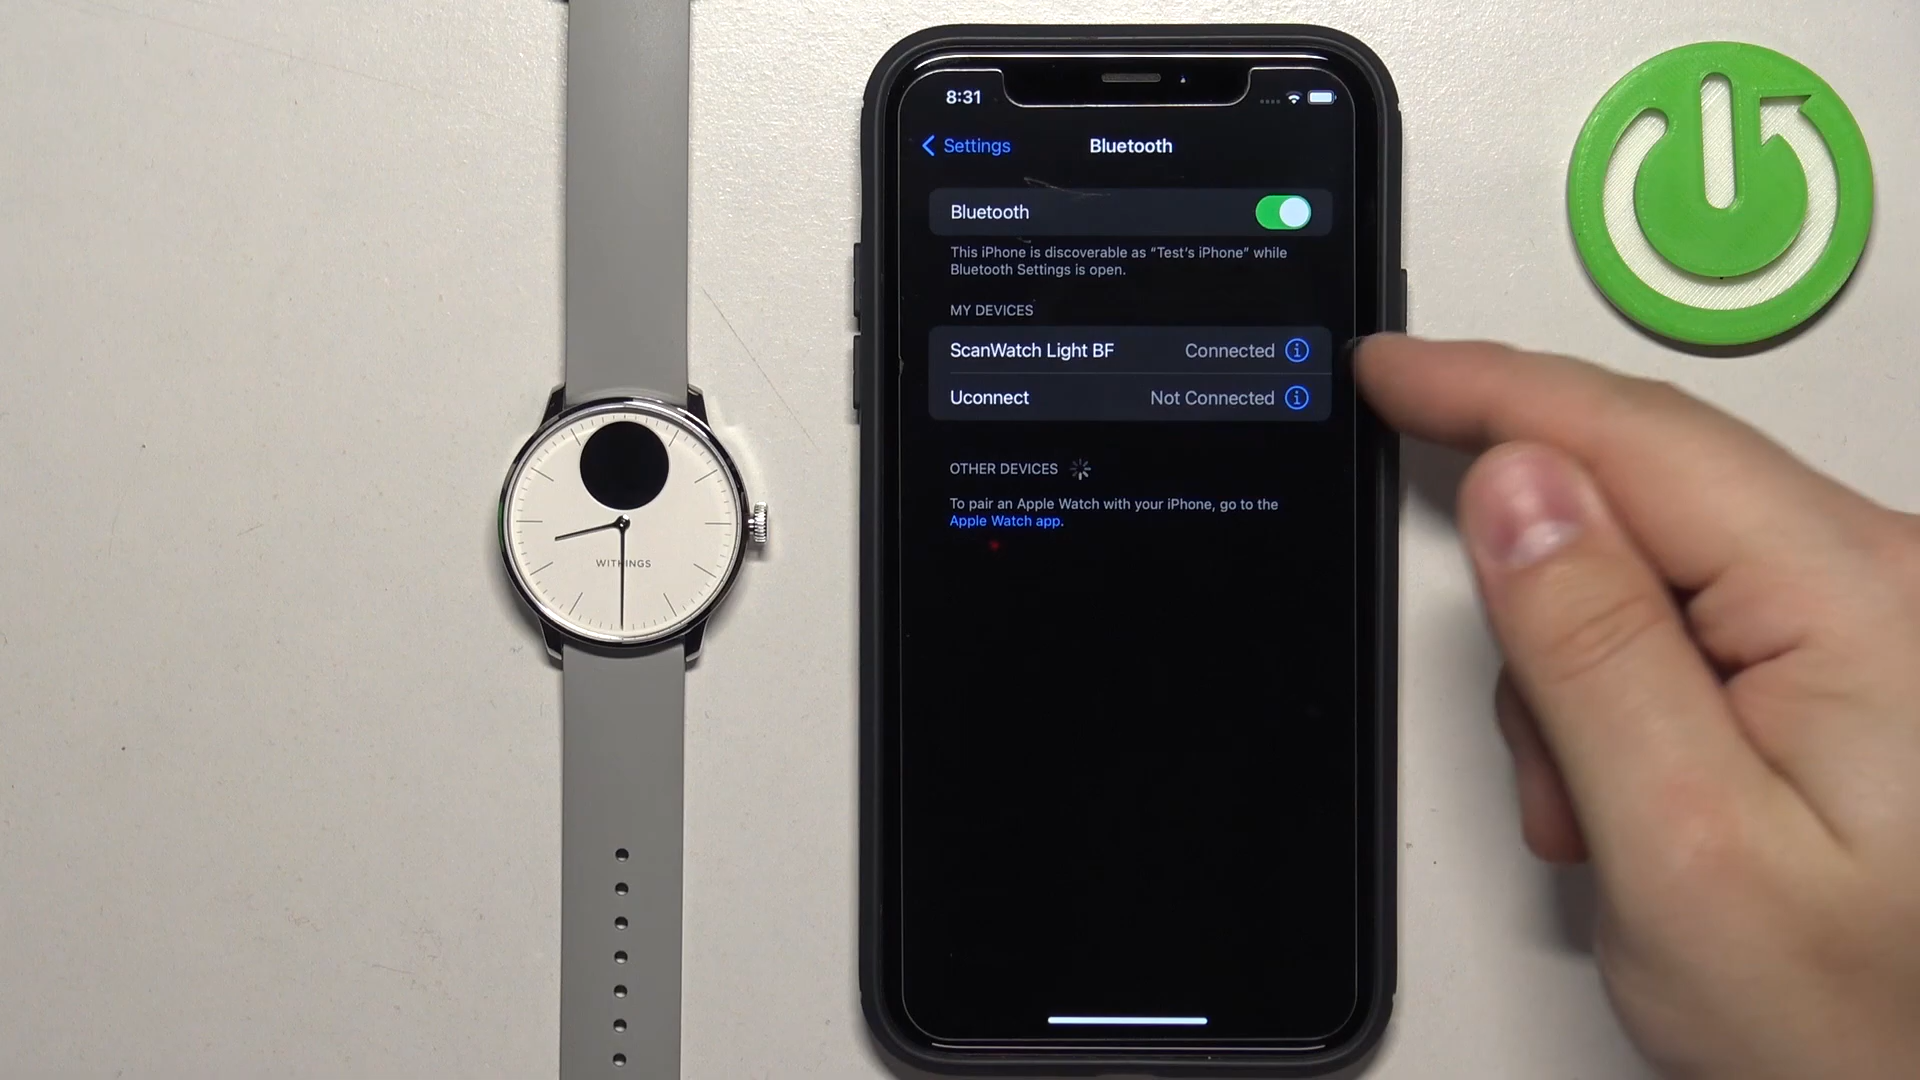 8:31
Settings
Bluetooth
Bluetooth
This iPhone is discoverable as “Test’s iPhone” while
Bluetooth Settings is open.
MY DEVICES
ScanWatch Light BF Connected
Uconnect Not Connected
OTHER DEVICES
To pair an Apple Watch with your iPhone, go to the
Apple Watch app.
WITHINGS